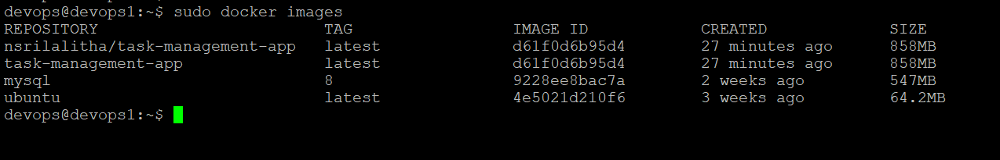 devops@devops1:~$ sudo docker images
REPOSITORY TAG IMAGE ID CREATED SIZE
nsrilalitha/task-management-app latest d61f0d6b95d4 27 minutes ago 858MB
task-management-app latest d61f0d6b95d4 27 minutes ago 858MB
mysql 8 9228ee8bac7a 2 weeks ago 547MB
ubuntu latest 4e5021d210f6 3 weeks ago 64.2MB
devops@devops1:~$